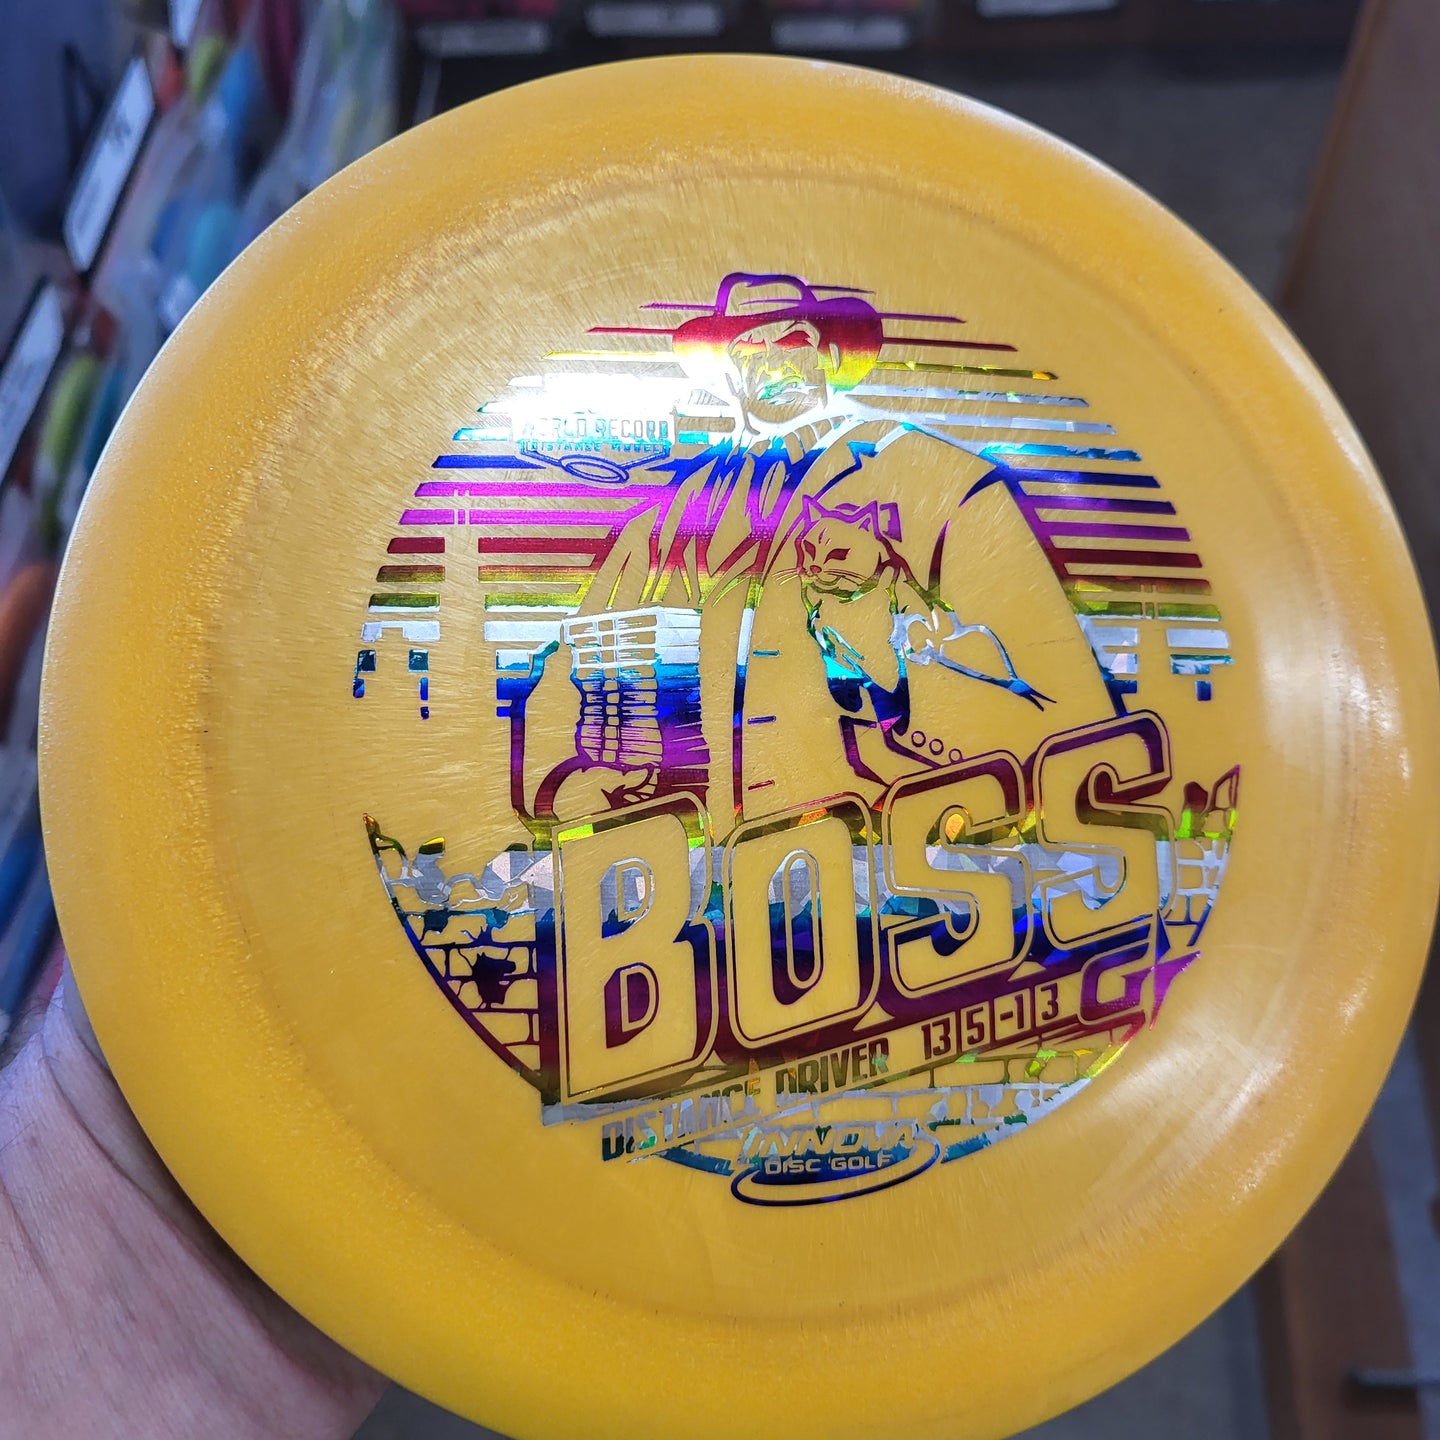 WORLD RECORD
DISTANCE MODEL
BOSS
DISTANCE DRIVER 13|5|-1|3
INNOVA
DISC GOLF